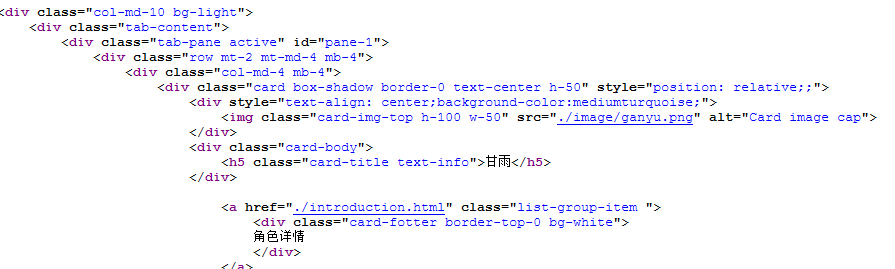 <div class="col-md-10 bg-light">
<div class="tab-content">
<div class="tab-pane active" id="pane-1">
<div class="row mt-2 mt-md-4 mb-4">
<div class="col-md-4 mb-4">
<div class="card box-shadow border-0 text-center h-50" style="position: relative;;">
<div style="text-align: center;background-color:mediumturquoise;">
<img class="card-img-top h-100 w-50" src="./image/ganyu.png" alt="Card image cap">
</div>
<div class="card-body">
<h5 class="card-title text-info">甘雨</h5>
</div>
<a href="./introduction.html" class="list-group-item ">
<div class="card-fotter border-top-0 bg-white">
角色详情
</div>
</a>